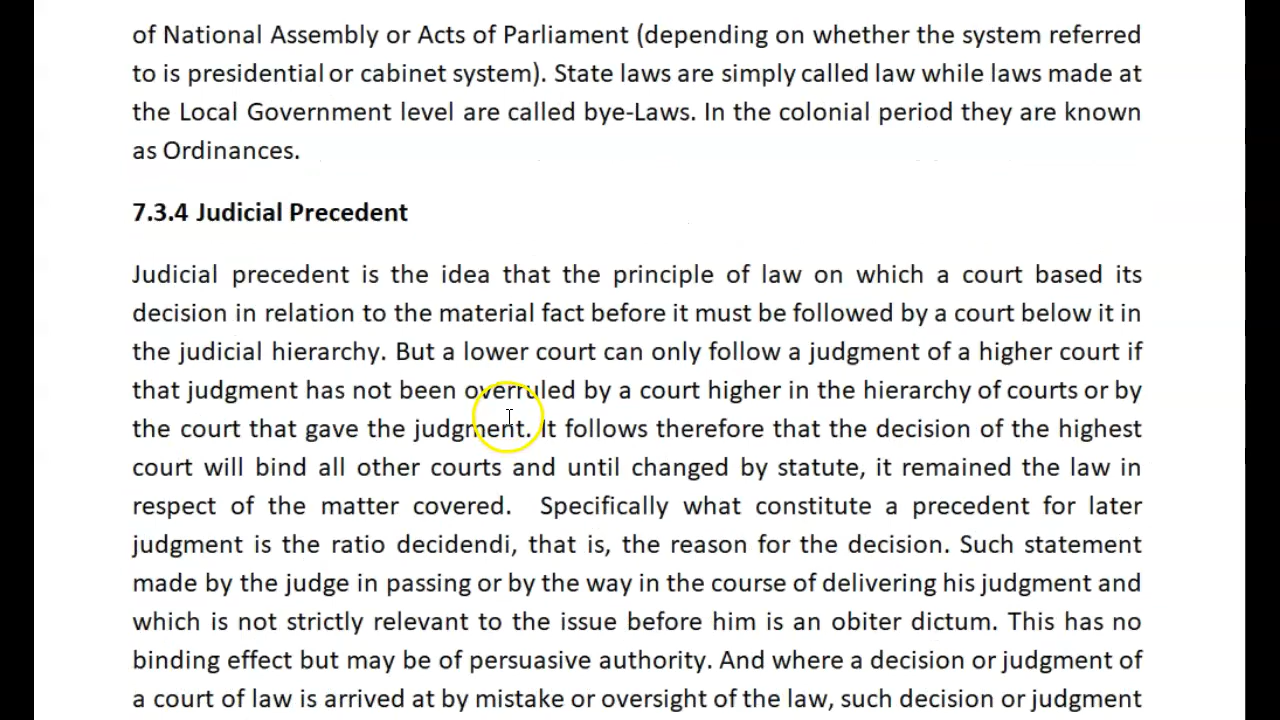 of National Assembly or Acts of Parliament (depending on whether the system referred
to is presidential or cabinet system). State laws are simply called law while laws made at
the Local Government level are called bye-Laws. In the colonial period they are known
as Ordinances.
7.3.4 Judicial Precedent
Judicial precedent is the idea that the principle of law on which a court based its
decision in relation to the material fact before it must be followed by a court below it in
the judicial hierarchy. But a lower court can only follow a judgment of a higher court if
that judgment has not been overruled by a court higher in the hierarchy of courts or by
the court that gave the judgment. It follows therefore that the decision of the highest
court will bind all other courts and until changed by statute, it remained the law in
respect of the matter covered.  Specifically what constitute a precedent for later
judgment is the ratio decidendi, that is, the reason for the decision. Such statement
made by the judge in passing or by the way in the course of delivering his judgment and
which is not strictly relevant to the issue before him is an obiter dictum. This has no
binding effect but may be of persuasive authority. And where a decision or judgment of
a court of law is arrived at by mistake or oversight of the law, such decision or judgment